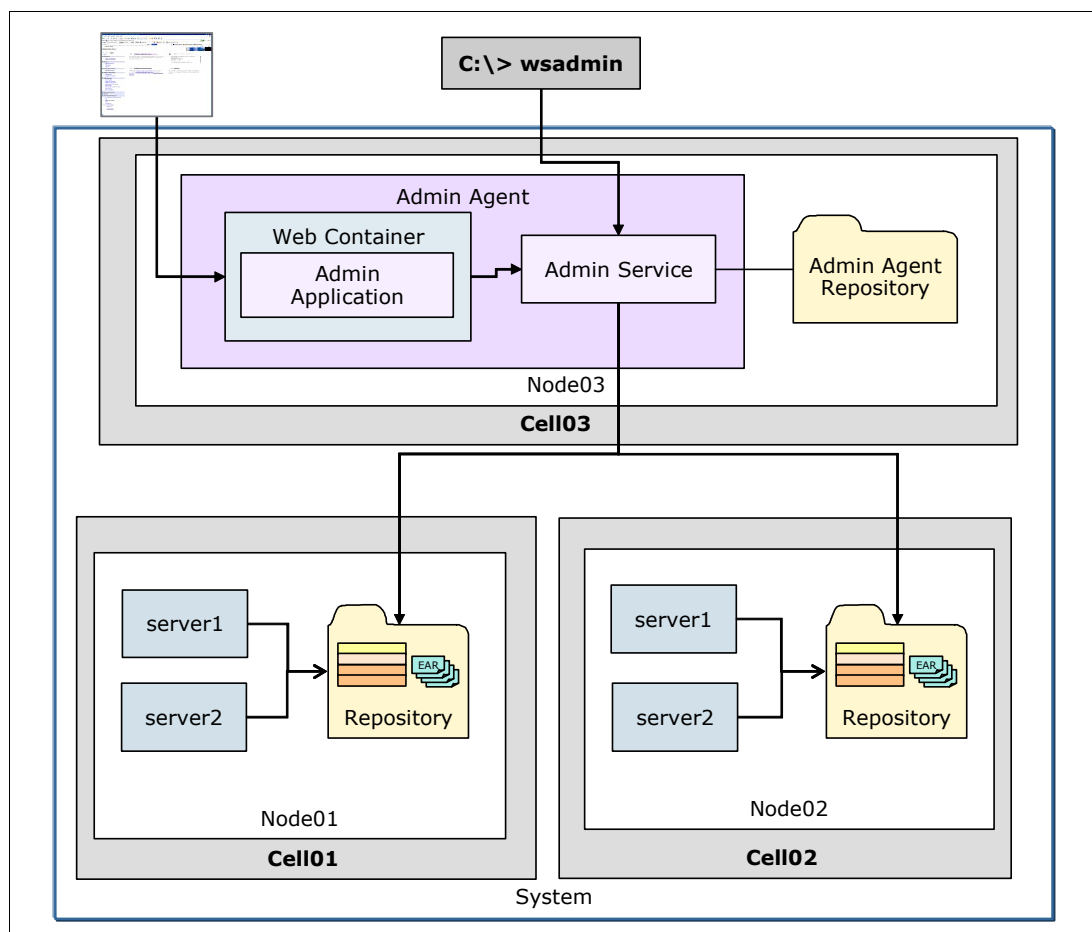 C:\> wsadmin
Admin Agent
Web Container
Admin
Application
Admin Service
Admin Agent
Repository
Node03
Cell03
server1
server2
EAR
Repository
Node01
Cell01
server1
server2
EAR
Repository
Node02
Cell02
System